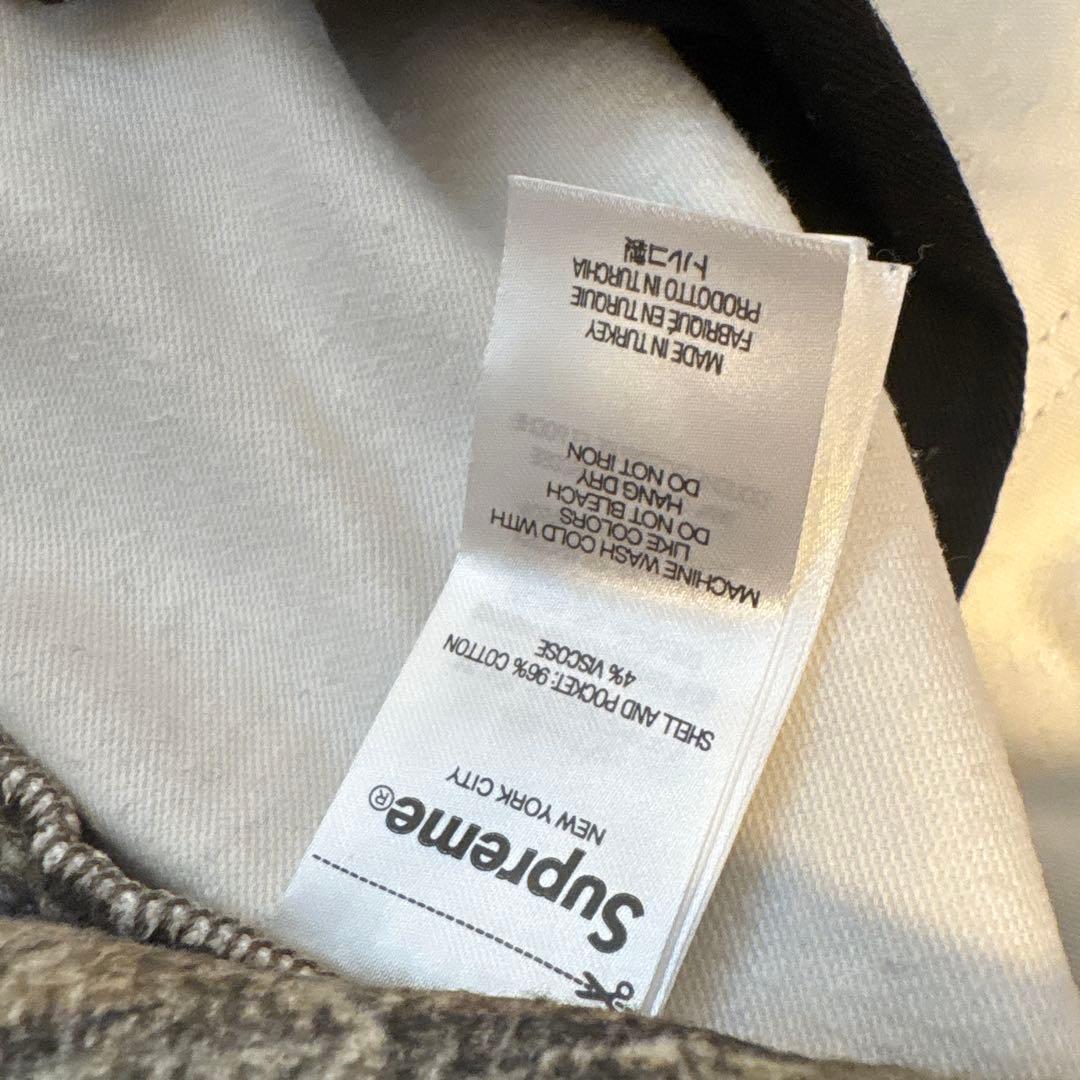 Supreme®
NEW YORK CITY
SHELL AND POCKET: 96% COTTON
4% VISCOSE
MACHINE WASH COLD WITH
LIKE COLORS
DO NOT BLEACH
HANG DRY
DO NOT IRON
MADE IN TURKEY
FABRIQUÉ EN TURQUIE
PRODOTTO IN TURCHIA
トルコ製